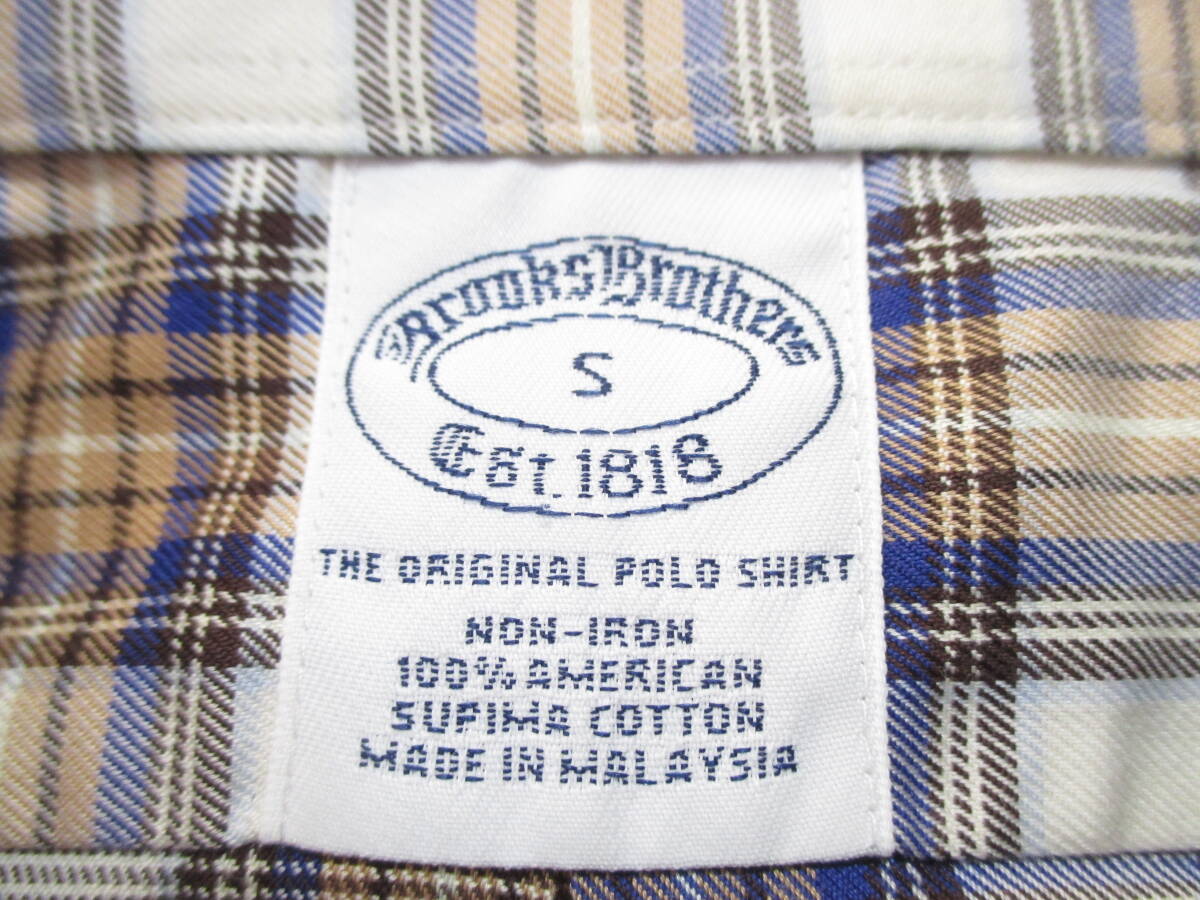 Brooks Brothers
S
Est. 1818
THE ORIGINAL POLO SHIRT
NON-IRON
100% AMERICAN
SUPIMA COTTON
MADE IN MALAYSIA